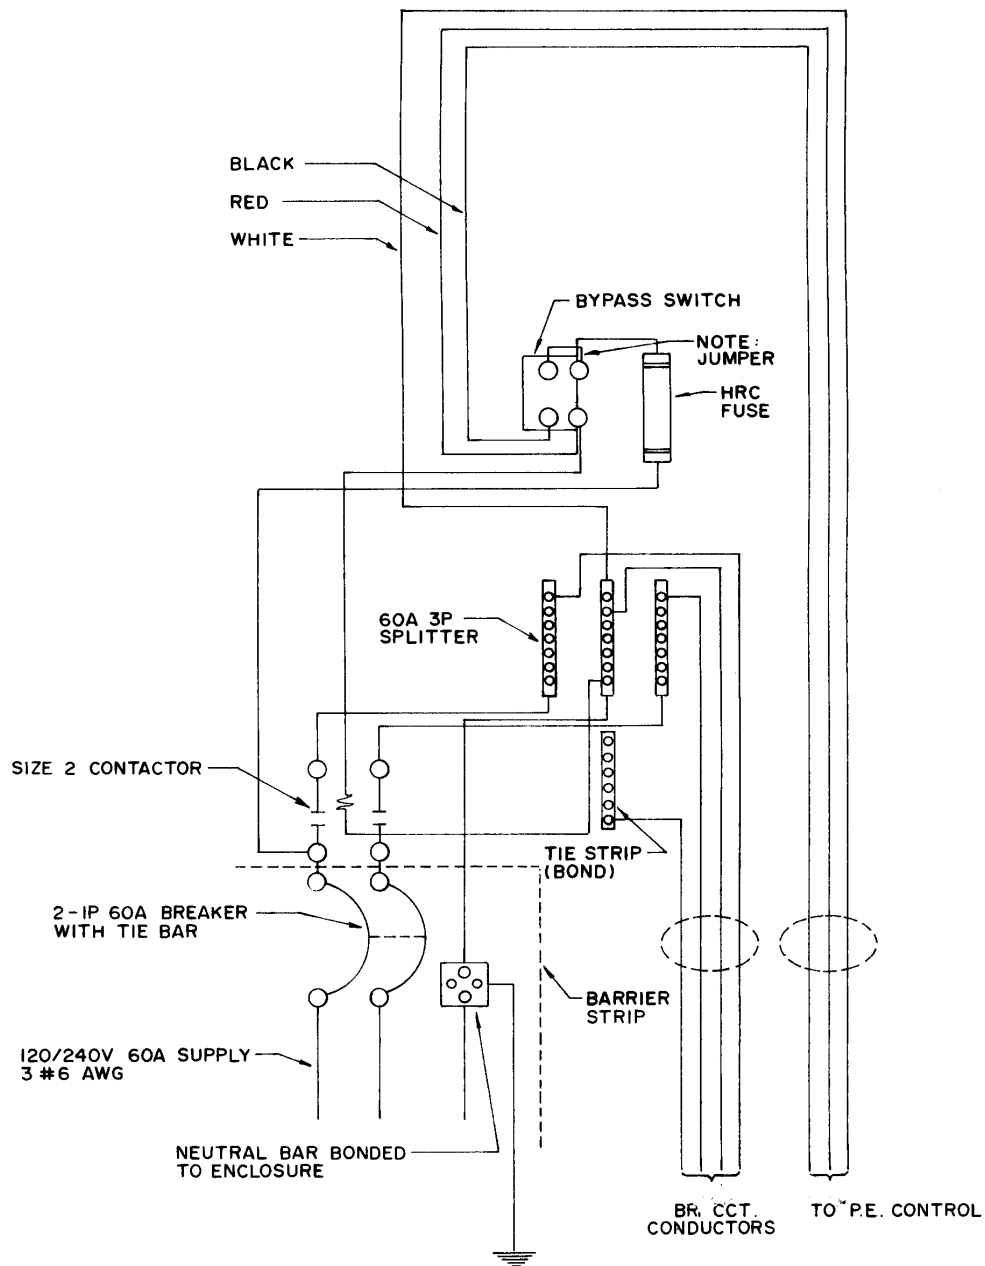 BLACK
RED
WHITE
BYPASS SWITCH
NOTE:
JUMPER
HRC
FUSE
60A 3P
SPLITTER
SIZE 2 CONTACTOR
TIE STRIP
(BOND)
2-1P 60A BREAKER
WITH TIE BAR
BARRIER
STRIP
120/240V 60A SUPPLY
3 #6 AWG
NEUTRAL BAR BONDED
TO ENCLOSURE
BR. CCT.
CONDUCTORS
TO P.E. CONTROL